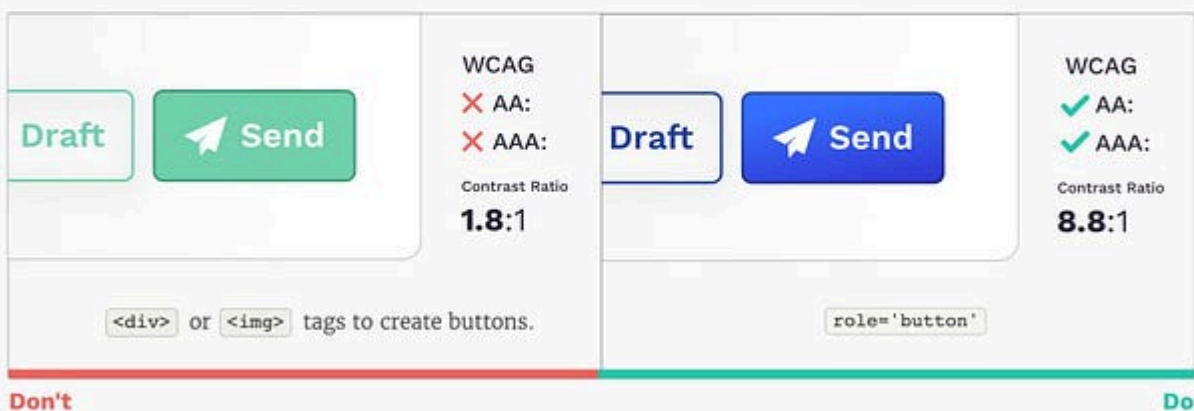 Draft
Send
WCAG
AA:
AAA:
Contrast Ratio
1.8:1
<div> or <img> tags to create buttons.
Don't
Draft
Send
WCAG
AA:
AAA:
Contrast Ratio
8.8:1
role='button'
Do